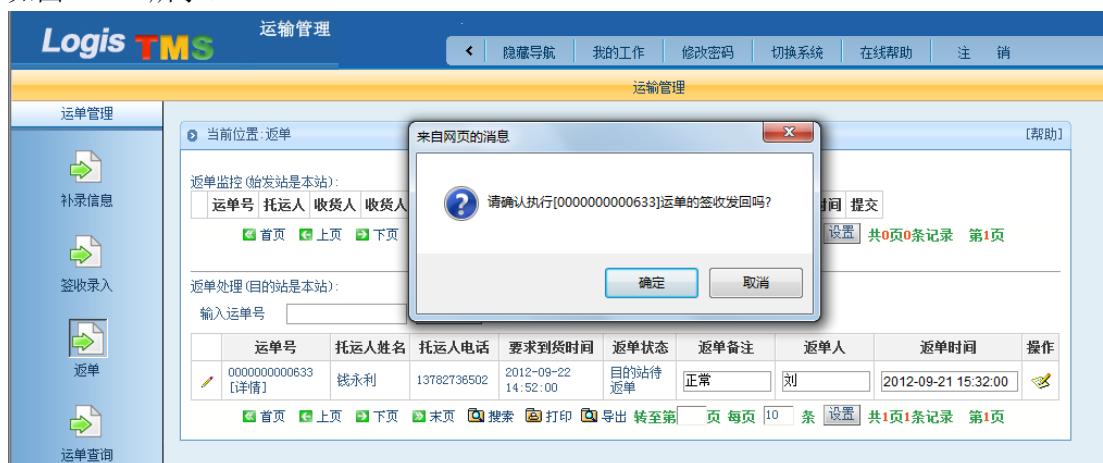 Logis TMS
运输管理
隐藏导航 我的工作 修改密码 切换系统 在线帮助 注 销
运输管理
运单管理
补录信息
签收录入
返单
运单查询
当前位置:返单 [帮助]
返单监控(始发站是本站):
运单号 托运人 收货人 收货人 时间 提交
首页 上页 下页 设置 共0页0条记录 第1页
来自网页的消息
请确认执行[0000000000633]运单的签收发回吗?
确定 取消
返单处理(目的站是本站):
输入运单号
运单号 托运人姓名 托运人电话 要求到货时间 返单状态 返单备注 返单人 返单时间 操作
0000000000633 [详情] 钱永利 13782736502 2012-09-22 14:52:00 目的站待返单 正常 刘 2012-09-21 15:32:00
首页 上页 下页 末页 搜索 打印 导出 转至第 页 每页 10 条 设置 共1页1条记录 第1页